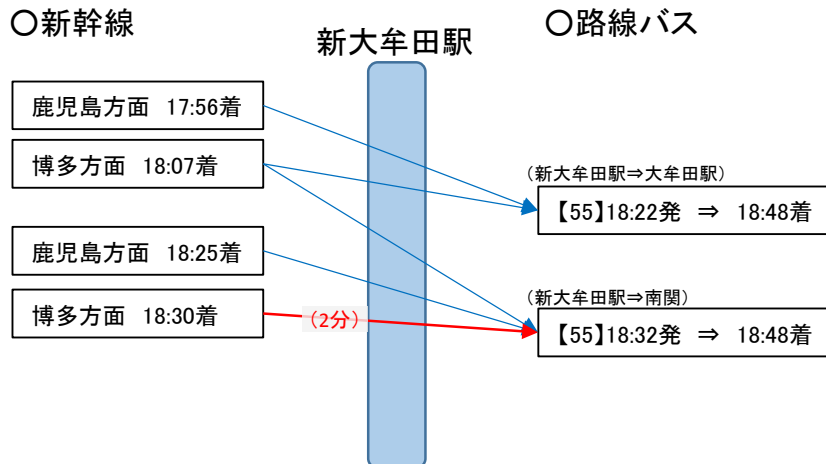 〇新幹線
新大牟田駅
〇路線バス
鹿児島方面 17:56着
博多方面 18:07着
(新大牟田駅⇒大牟田駅)
【55】18:22発 ⇒ 18:48着
鹿児島方面 18:25着
(新大牟田駅⇒南関)
博多方面 18:30着
(2分)
【55】18:32発 ⇒ 18:48着